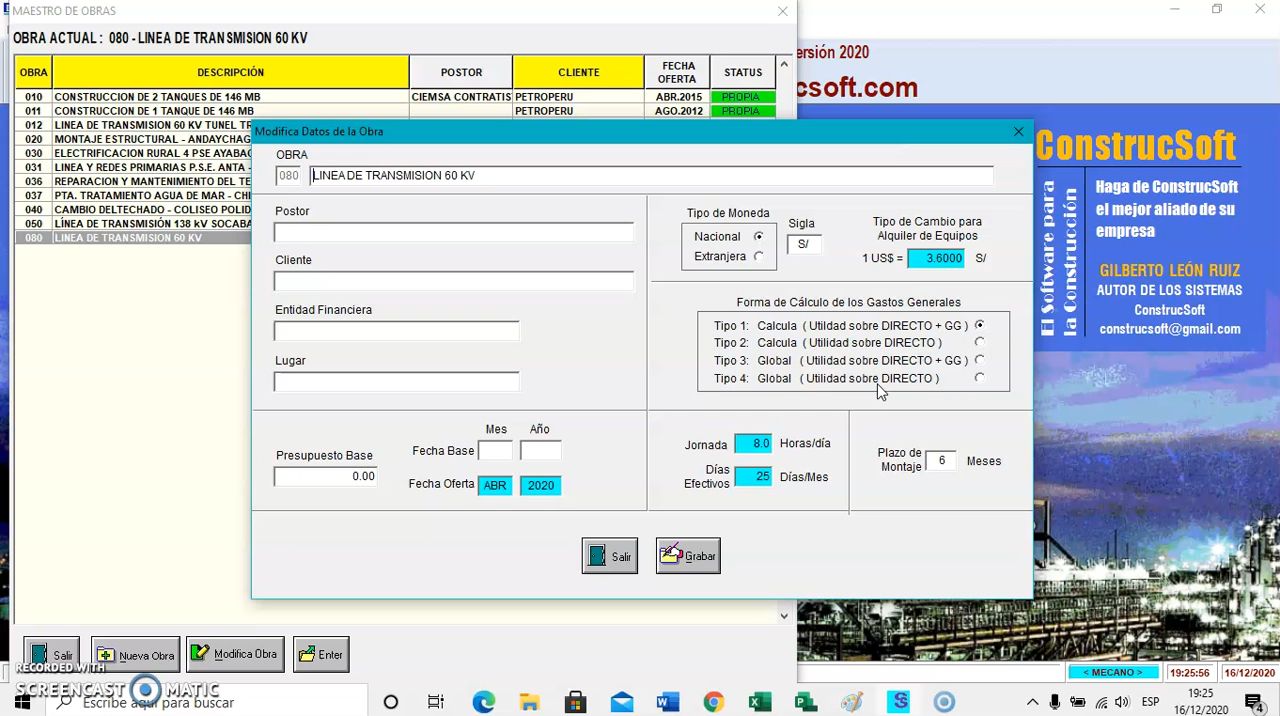 MAESTRO DE OBRAS
OBRA ACTUAL : 080 - LINEA DE TRANSMISION 60 KV
OBRA DESCRIPCIÓN POSTOR CLIENTE FECHA OFERTA STATUS
010 CONSTRUCCION DE 2 TANQUES DE 146 MB CIEMSA CONTRATIS PETROPERU ABR.2015 PROPIA
011 CONSTRUCCION DE 1 TANQUE DE 146 MB PETROPERU AGO.2012 PROPIA
012 LINEA DE TRANSMISION 60 KV TUNEL TR
020 MONTAJE ESTRUCTURAL - ANDAYCHAG
030 ELECTRIFICACION RURAL 4 PSE AYABAC
031 LINEA Y REDES PRIMARIAS P.S.E. ANTA -
036 REPARACION Y MANTENIMIENTO DEL TE
037 PTA. TRATAMIENTO AGUA DE MAR - CHI
040 CAMBIO DELTECHADO - COLISEO POLID
050 LÍNEA DE TRANSMISIÓN 138 kV SOCABA
080 LINEA DE TRANSMISION 60 KV
Modifica Datos de la Obra
OBRA
080 LINEA DE TRANSMISION 60 KV
Postor
Cliente
Entidad Financiera
Lugar
Tipo de Moneda
Nacional
Extranjera
Sigla
S/
Tipo de Cambio para
Alquiler de Equipos
1 US$ = 3.6000 S/
Forma de Cálculo de los Gastos Generales
Tipo 1: Calcula ( Utilidad sobre DIRECTO + GG )
Tipo 2: Calcula ( Utilidad sobre DIRECTO )
Tipo 3: Global ( Utilidad sobre DIRECTO + GG )
Tipo 4: Global ( Utilidad sobre DIRECTO )
Presupuesto Base
0.00
Mes Año
Fecha Base
Fecha Oferta ABR 2020
Jornada 8.0 Horas/día
Días Efectivos 25 Días/Mes
Plazo de Montaje 6 Meses
Salir Grabar
Salir Nueva Obra Modifica Obra Enter
ersión 2020
csoft.com
ConstrucSoft
El Software para
la Construcción
Haga de ConstrucSoft
el mejor aliado de su
empresa
GILBERTO LEÓN RUIZ
AUTOR DE LOS SISTEMAS
ConstrucSoft
construcsoft@gmail.com
< MECANO > 19:25:56 16/12/2020
RECORDED WITH
SCREENCAST MATIC
Escribe aquí para buscar
ESP
19:25
16/12/2020
4